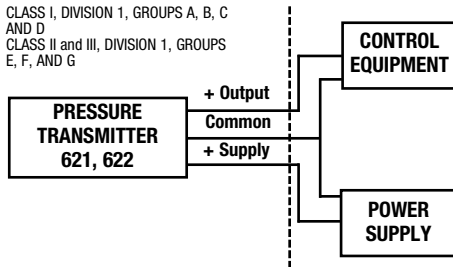 CLASS I, DIVISION 1, GROUPS A, B, C
AND D
CLASS II and III, DIVISION 1, GROUPS
E, F, AND G
CONTROL
EQUIPMENT
+ Output
Common
+ Supply
PRESSURE
TRANSMITTER
621, 622
POWER
SUPPLY